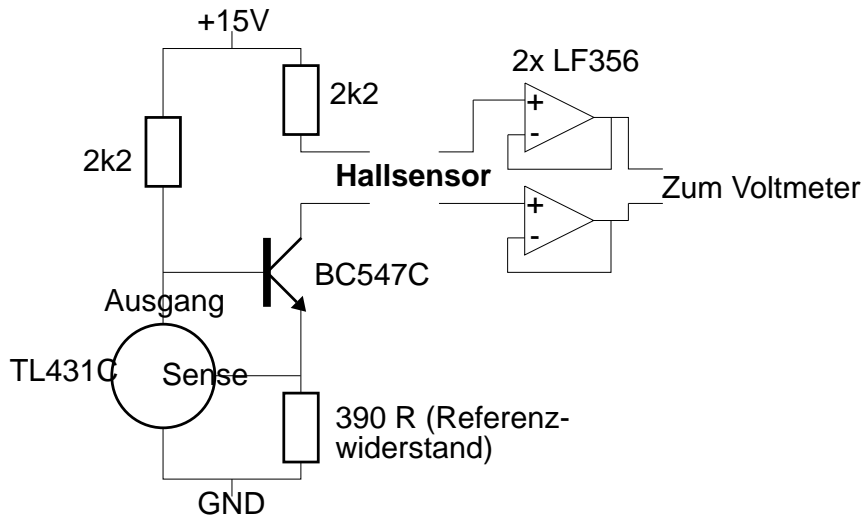 +15V
2x LF356
2k2
+
-
2k2
Hallsensor
Zum Voltmeter
+
-
BC547C
Ausgang
TL431C
Sense
390 R (Referenz-
widerstand)
GND